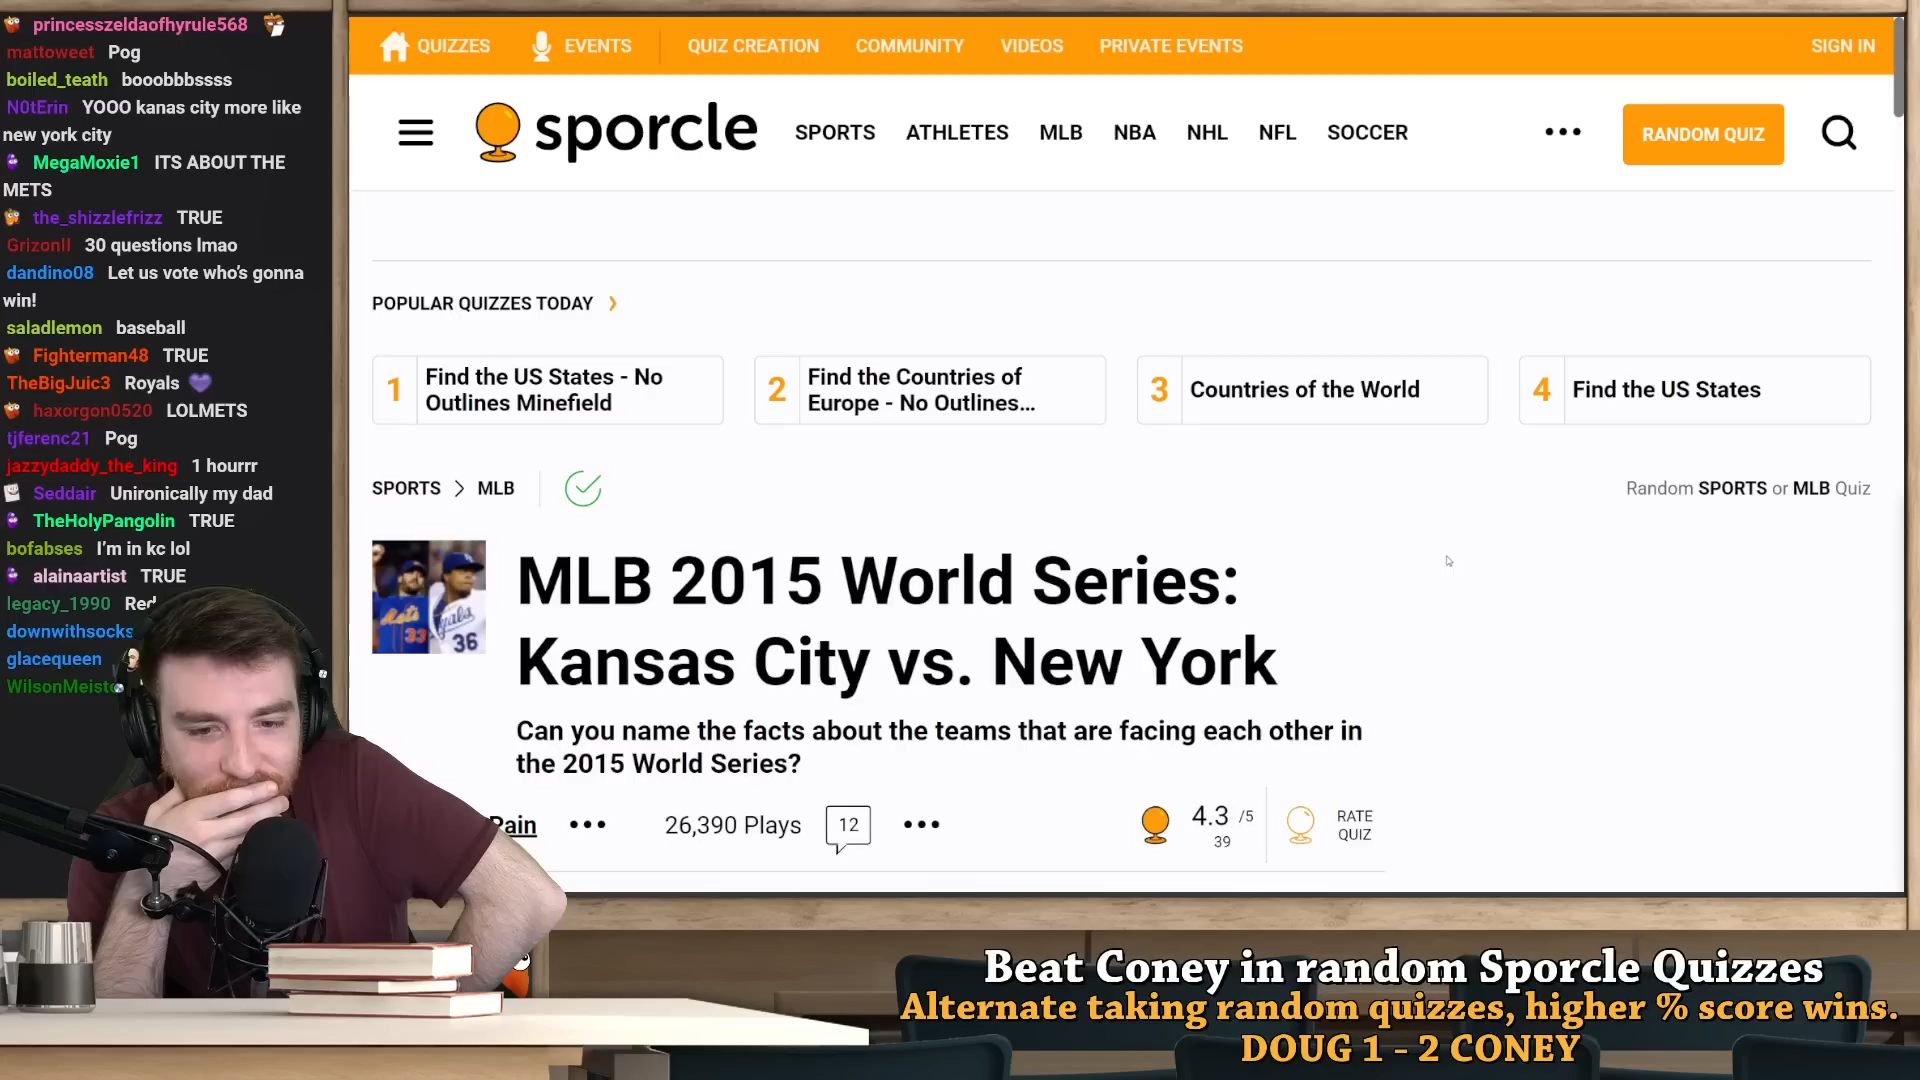 princesszeldaofhyrule568
mattoweet Pog
boiled_teath booobbbssss
N0tErin YOOO kanas city more like
new york city
MegaMoxie1 ITS ABOUT THE
METS
the_shizzlefrizz TRUE
GrizonII 30 questions lmao
dandino08 Let us vote who's gonna
win!
saladlemon baseball
Fighterman48 TRUE
TheBigJuic3 Royals
haxorgon0520 LOLMETS
tjferenc21 Pog
jazzydaddy_the_king 1 hourrr
Seddair Unironically my dad
TheHolyPangolin TRUE
bofabses I'm in kc lol
alainaartist TRUE
legacy_1990 Red
downwithsocks
glacequeen
QUIZZES EVENTS QUIZ CREATION COMMUNITY VIDEOS PRIVATE EVENTS SIGN IN
sporcle SPORTS ATHLETES MLB NBA NHL NFL SOCCER ••• RANDOM QUIZ
POPULAR QUIZZES TODAY
1 Find the US States - No
Outlines Minefield
2 Find the Countries of
Europe - No Outlines...
3 Countries of the World
4 Find the US States
SPORTS > MLB
Random SPORTS or MLB Quiz
Mets 33 Royals 36
MLB 2015 World Series:
Kansas City vs. New York
Can you name the facts about the teams that are facing each other in
the 2015 World Series?
Pain ••• 26,390 Plays 12 ••• 4.3 /5
39
RATE
QUIZ
Beat Coney in random Sporcle Quizzes
Alternate taking random quizzes, higher % score wins.
DOUG 1 - 2 CONEY